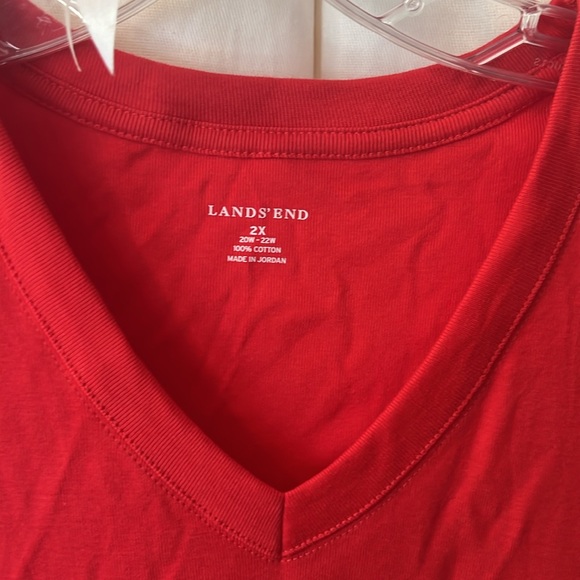 LANDS' END
2X
20W - 22W
100% COTTON
MADE IN JORDAN